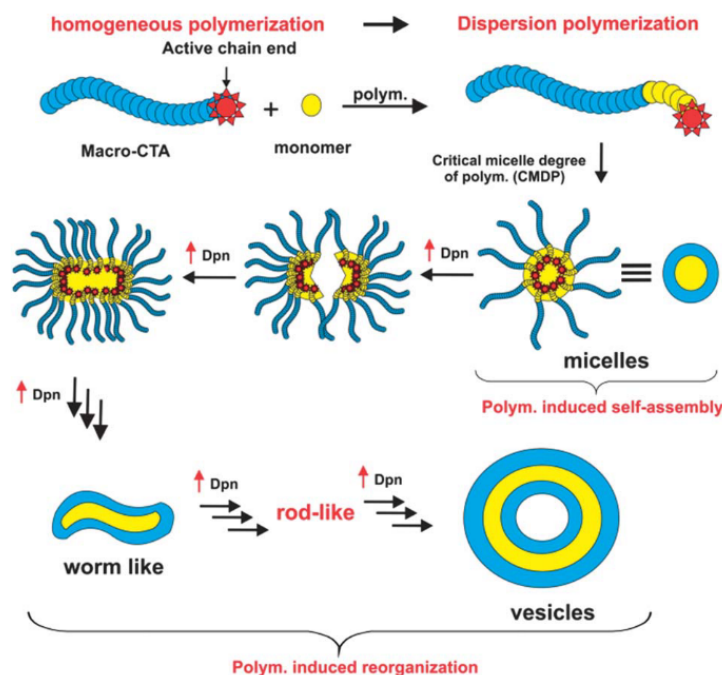 homogeneous polymerization
Dispersion polymerization
Active chain end
+
polym.
Macro-CTA
monomer
Critical micelle degree
of polym. (CMDP)
Dpn
Dpn
micelles
Polym. induced self-assembly
Dpn
Dpn
Dpn
rod-like
worm like
vesicles
Polym. induced reorganization